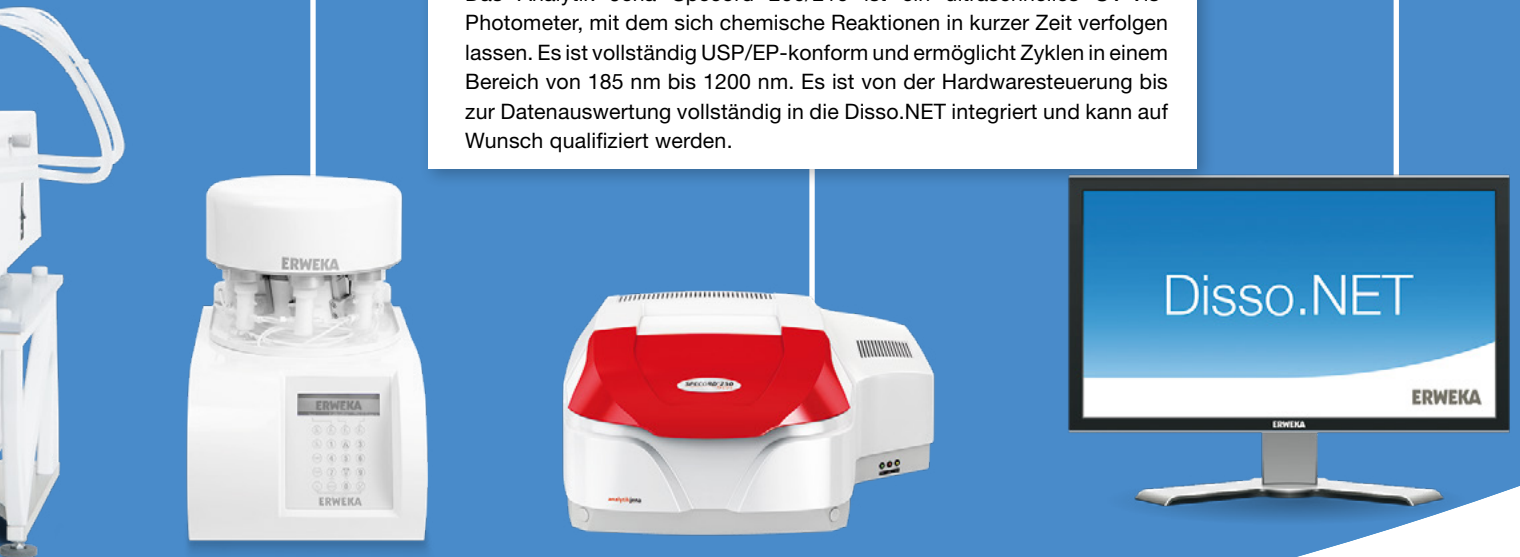 Photometer, mit dem sich chemische Reaktionen in kurzer Zeit verfolgen
lassen. Es ist vollständig USP/EP-konform und ermöglicht Zyklen in einem
Bereich von 185 nm bis 1200 nm. Es ist von der Hardwaresteuerung bis
zur Datenauswertung vollständig in die Disso.NET integriert und kann auf
Wunsch qualifiziert werden.
ERWEKA
ERWEKA
ERWEKA
analytikjena
Disso.NET
ERWEKA
ERWEKA